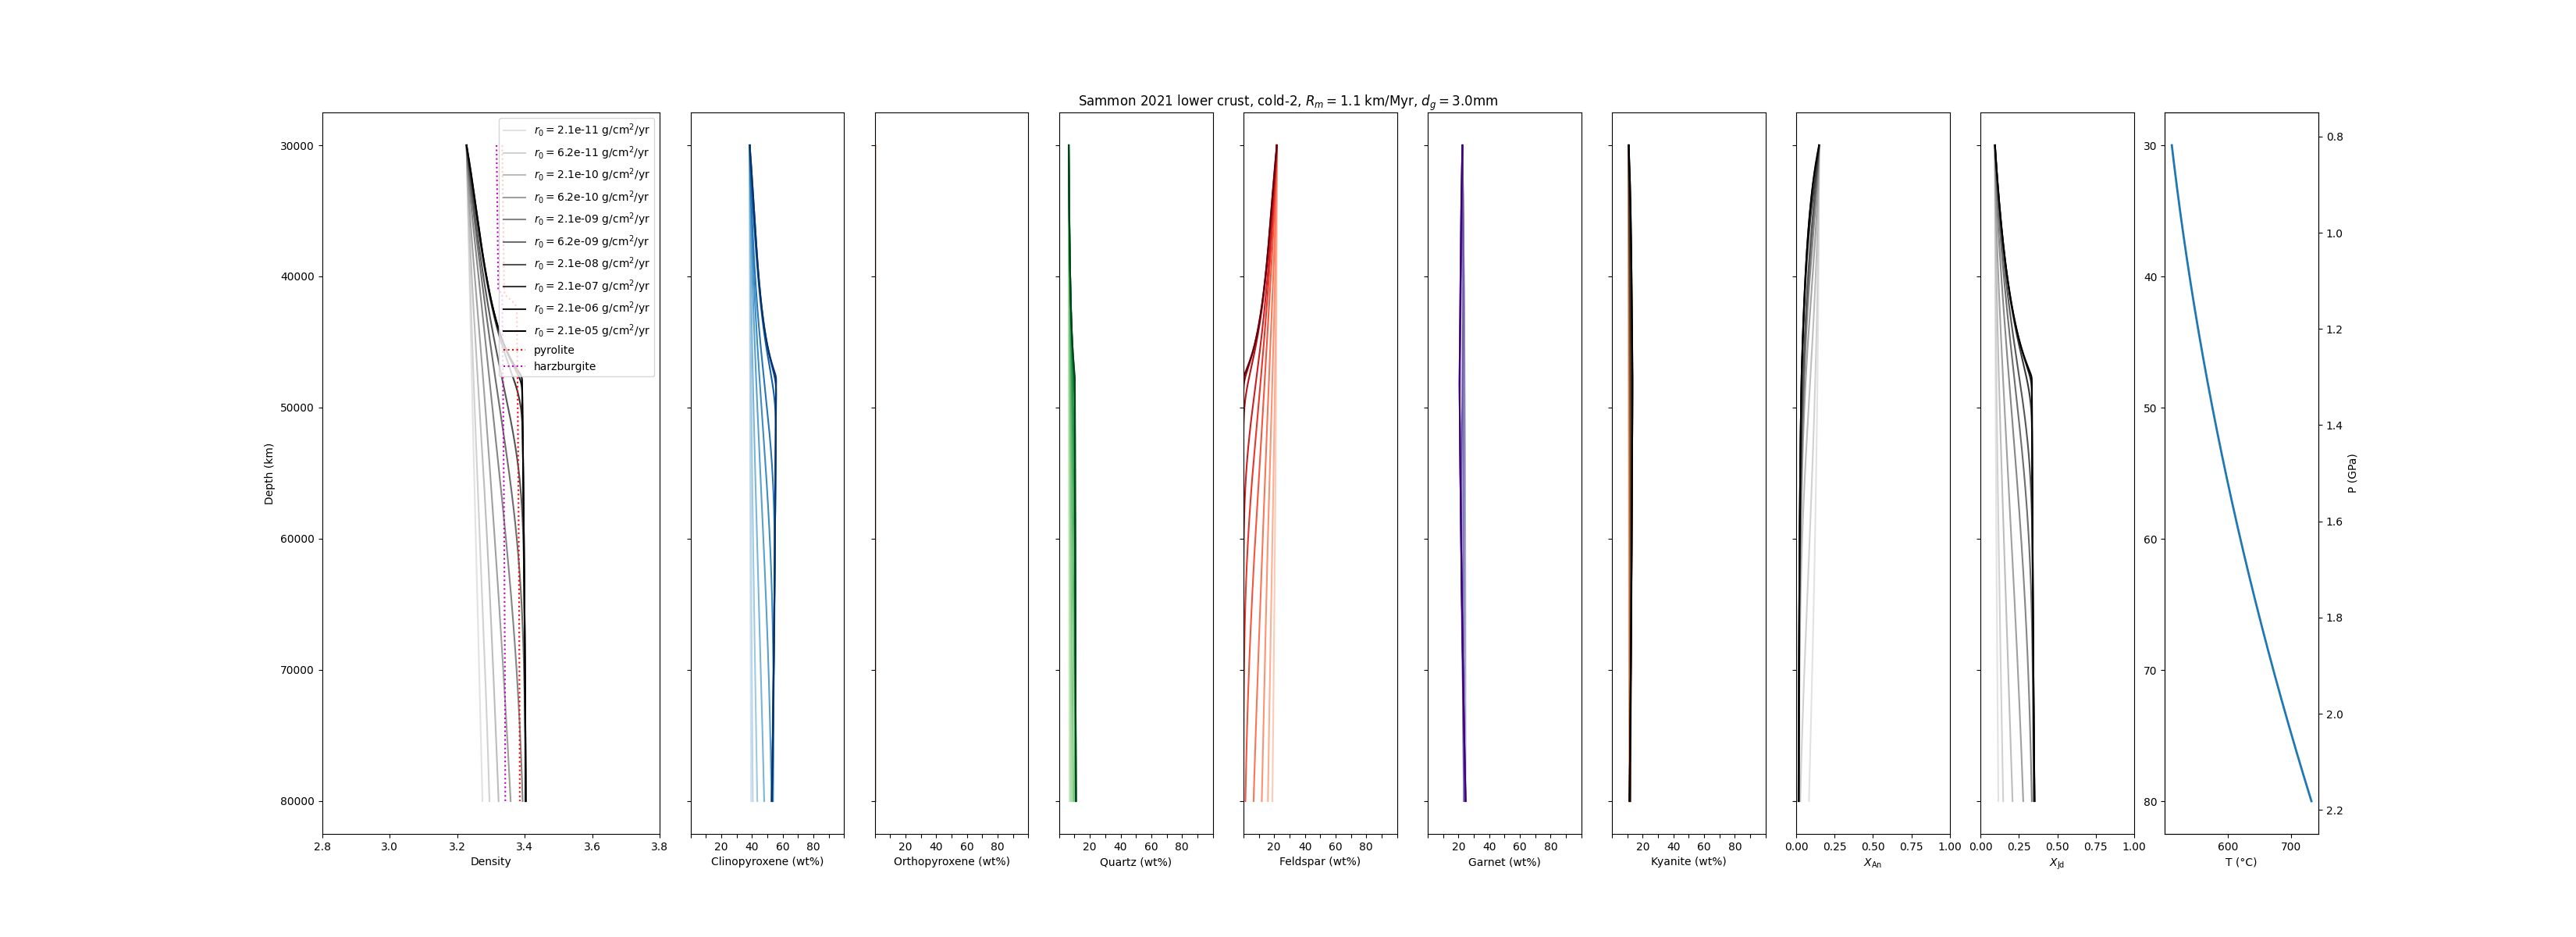 Sammon 2021 lower crust, cold-2, R_m = 1.1 km/Myr, d_g = 3.0mm
r_0 = 2.1e-11 g/cm²/yr
r_0 = 6.2e-11 g/cm²/yr
r_0 = 2.1e-10 g/cm²/yr
r_0 = 6.2e-10 g/cm²/yr
r_0 = 2.1e-09 g/cm²/yr
r_0 = 6.2e-09 g/cm²/yr
r_0 = 2.1e-08 g/cm²/yr
r_0 = 2.1e-07 g/cm²/yr
r_0 = 2.1e-06 g/cm²/yr
r_0 = 2.1e-05 g/cm²/yr
pyrolite
harzburgite
Depth (km)
30000
40000
50000
60000
70000
80000
2.8 3.0 3.2 3.4 3.6 3.8
Density
20 40 60 80
Clinopyroxene (wt%)
20 40 60 80
Orthopyroxene (wt%)
20 40 60 80
Quartz (wt%)
20 40 60 80
Feldspar (wt%)
20 40 60 80
Garnet (wt%)
20 40 60 80
Kyanite (wt%)
0.00 0.25 0.50 0.75 1.00
X_An
0.00 0.25 0.50 0.75 1.00
X_Jd
30
40
50
60
70
80
600 700
T (°C)
0.8
1.0
1.2
1.4
1.6
1.8
2.0
2.2
P (GPa)